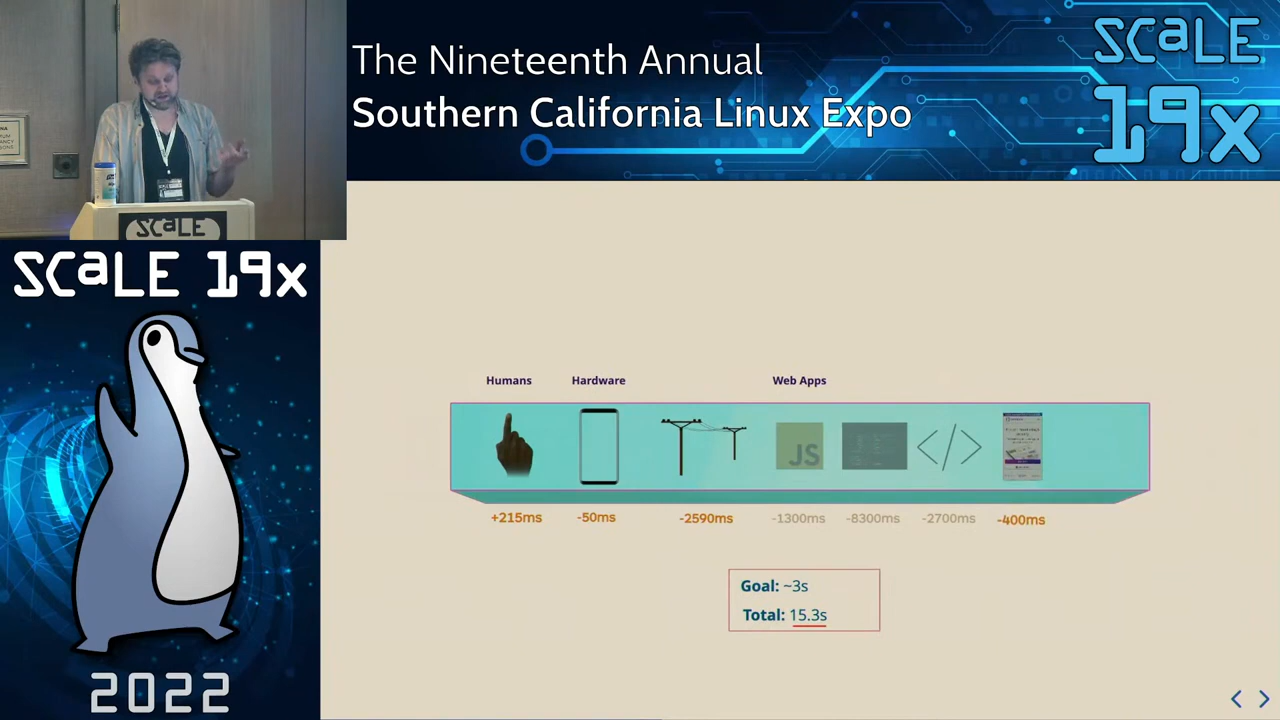 The Nineteenth Annual
Southern California Linux Expo
SCaLE
19x
SCALE
SCaLE 19x
2022
Humans
Hardware
Web Apps
JS
</>
+215ms
-50ms
-2590ms
-1300ms
-8300ms
-2700ms
-400ms
Goal: ~3s
Total: 15.3s